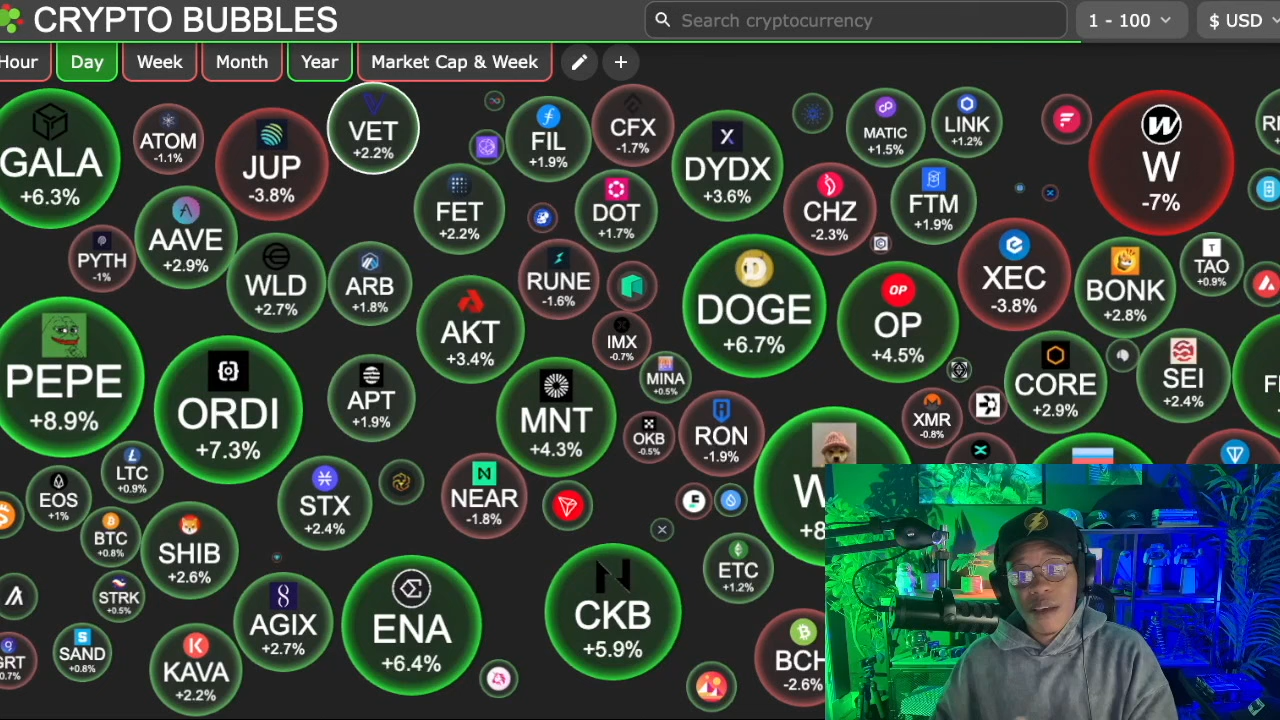 CRYPTO BUBBLES
Search cryptocurrency
1 - 100
$ USD
Hour
Day
Week
Month
Year
Market Cap & Week
GALA
+6.3%
ATOM
-1.1%
JUP
-3.8%
VET
+2.2%
FIL
+1.9%
CFX
-1.7%
DYDX
+3.6%
MATIC
+1.5%
LINK
+1.2%
W
W
-7%
PYTH
-1%
AAVE
+2.9%
WLD
+2.7%
ARB
+1.8%
FET
+2.2%
DOT
+1.7%
RUNE
-1.6%
CHZ
-2.3%
FTM
+1.9%
XEC
-3.8%
BONK
+2.8%
T
TAO
+0.9%
PEPE
+8.9%
ORDI
+7.3%
APT
+1.9%
AKT
+3.4%
MNT
+4.3%
IMX
-0.7%
MINA
+0.5%
OKB
-0.5%
RON
-1.9%
DOGE
+6.7%
OP
OP
+4.5%
XMR
-0.8%
CORE
+2.9%
SEI
+2.4%
EOS
+1%
LTC
+0.9%
BTC
+0.8%
SHIB
+2.6%
STX
+2.4%
NEAR
-1.8%
ETC
+1.2%
STRK
+0.5%
SAND
+0.8%
KAVA
+2.2%
AGIX
+2.7%
ENA
+6.4%
CKB
+5.9%
BCH
-2.6%
GRT
0.7%